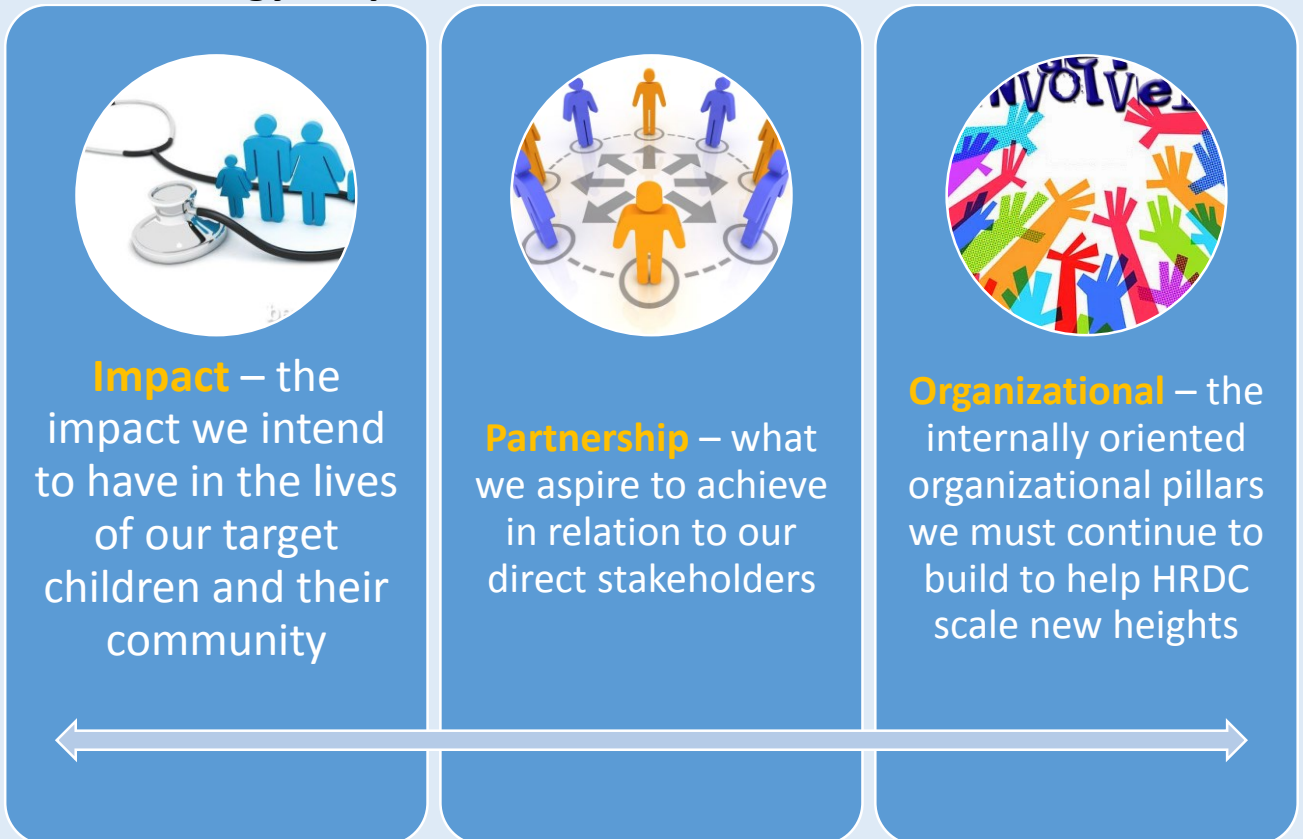 Impact – the
impact we intend
to have in the lives
of our target
children and their
community
Partnership – what
we aspire to achieve
in relation to our
direct stakeholders
Organizational – the
internally oriented
organizational pillars
we must continue to
build to help HRDC
scale new heights